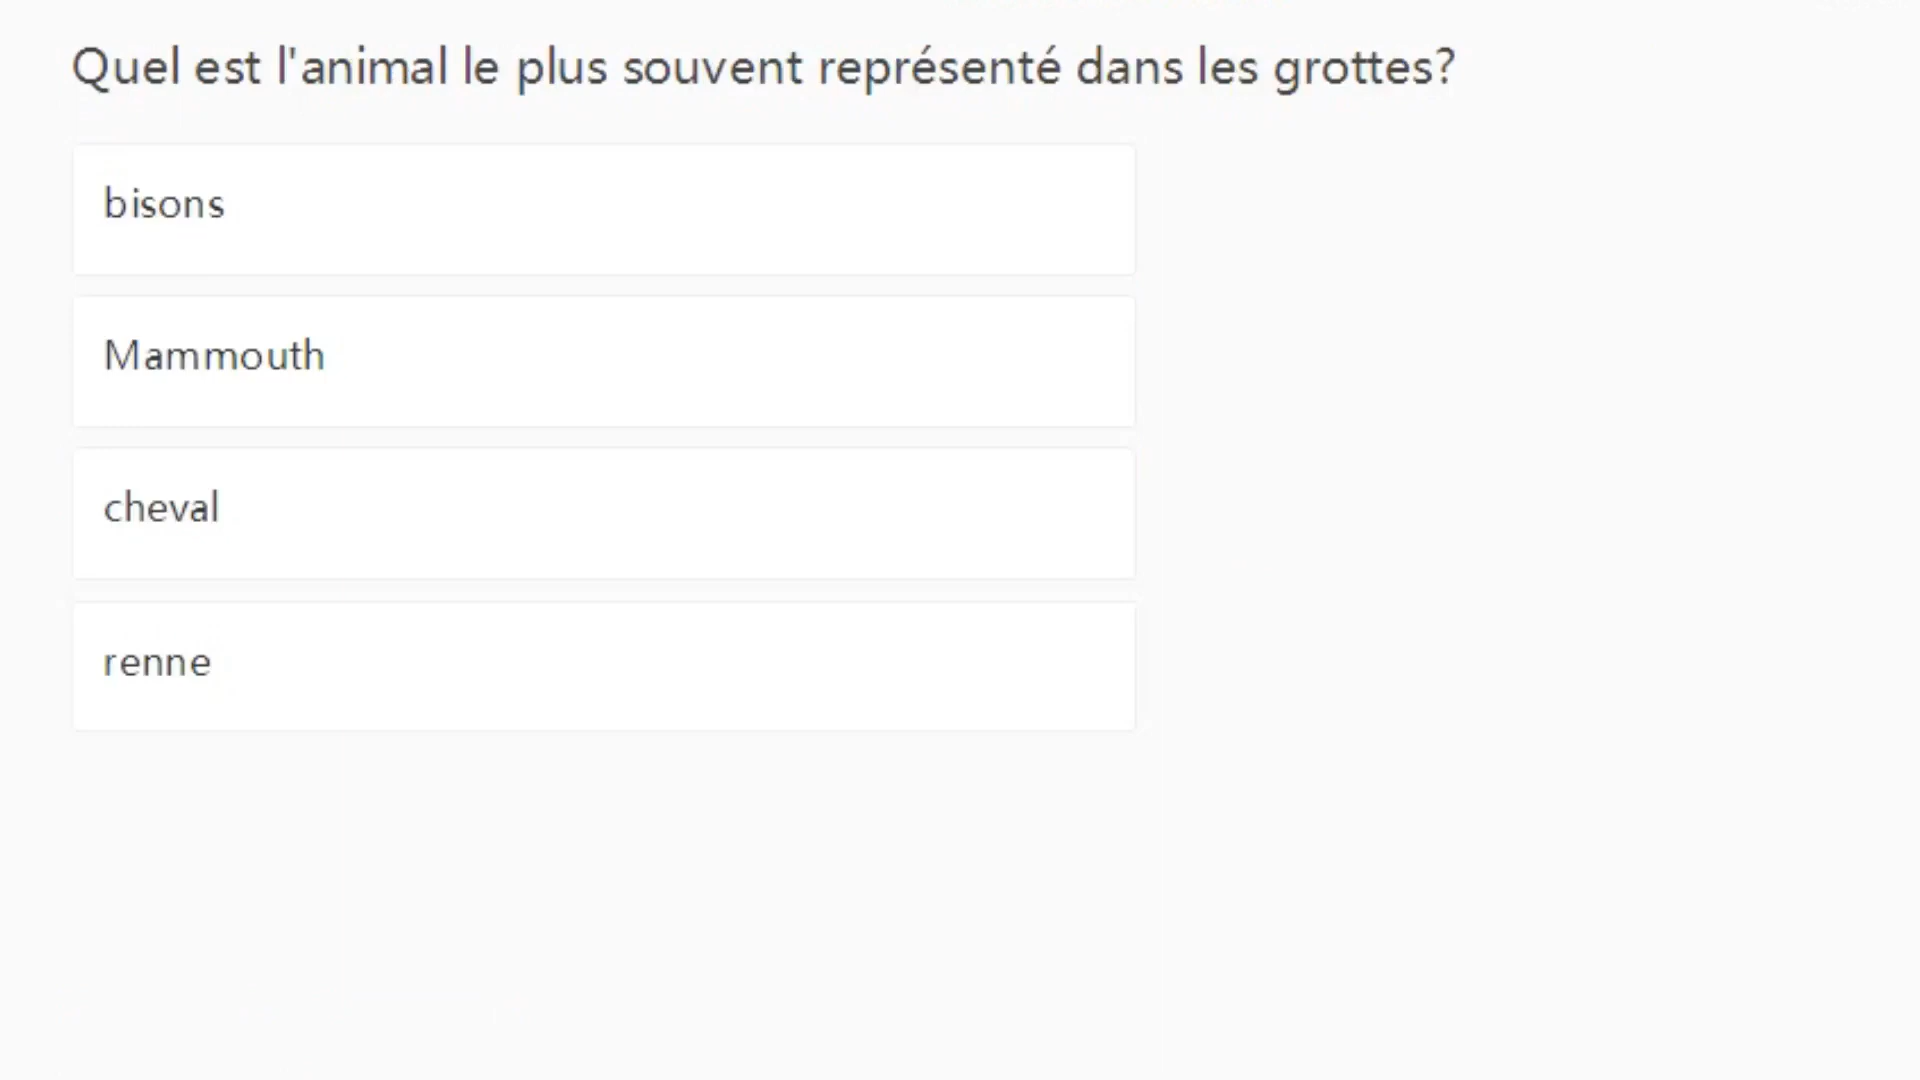 Quel est l'animal le plus souvent représenté dans les grottes?
bisons
Mammouth
cheval
renne